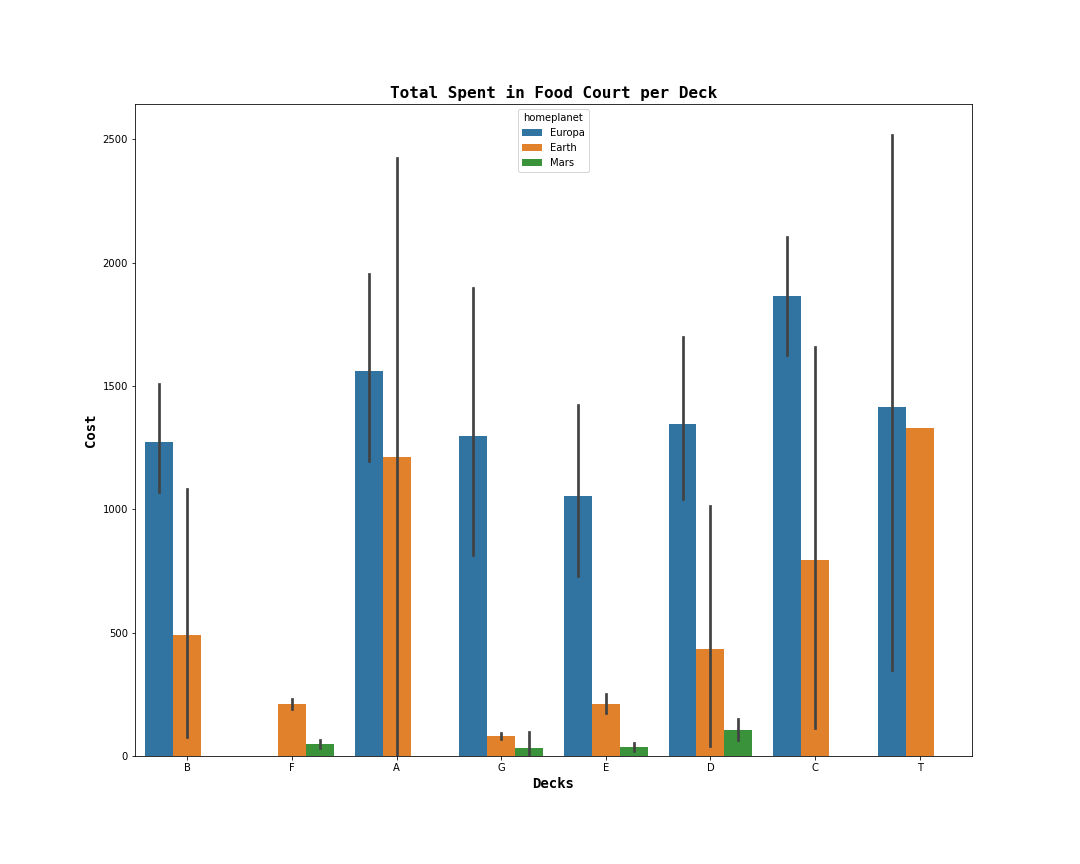 Total Spent in Food Court per Deck
homeplanet
Europa
Earth
Mars
2500
2000
1500
1000
500
0
Cost
B F A G E D C T
Decks